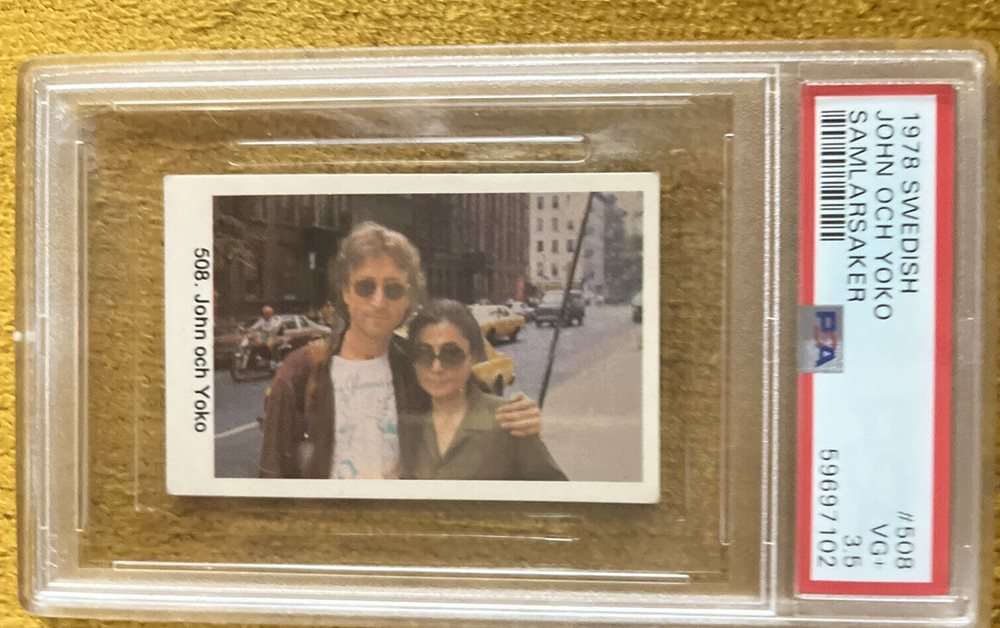 1978 SWEDISH
JOHN OCH YOKO
SAMLARSAKER
#508
VG+
3.5
59697102
PSA
508. John och Yoko